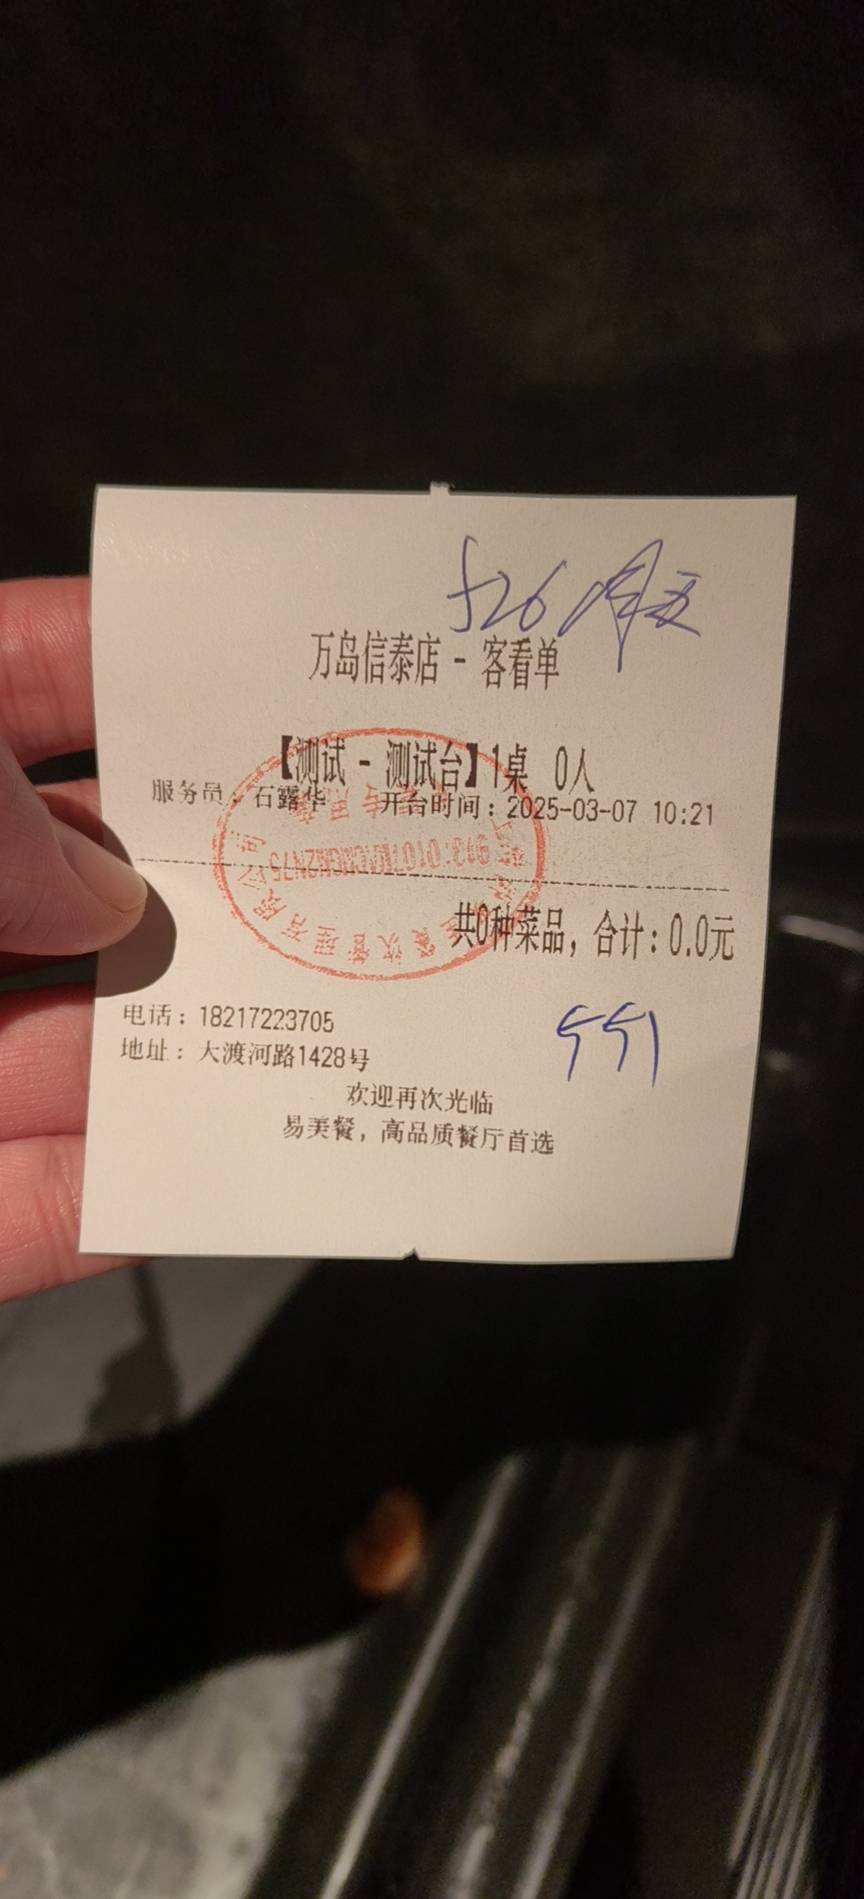 526 周五
万岛信泰店 - 客看单
【测试 - 测试台】1桌 0人
服务员：石露华 开台时间：2025-03-07 10:21
共0种菜品，合计：0.0元
电话：18217223705
551
地址：大渡河路1428号
欢迎再次光临
易美餐，高品质餐厅首选